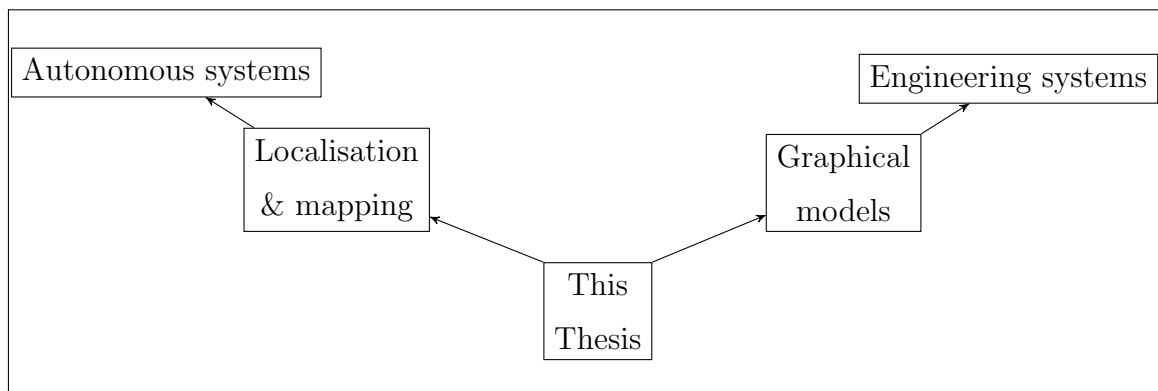 Autonomous systems
Engineering systems
Localisation
& mapping
Graphical
models
This
Thesis